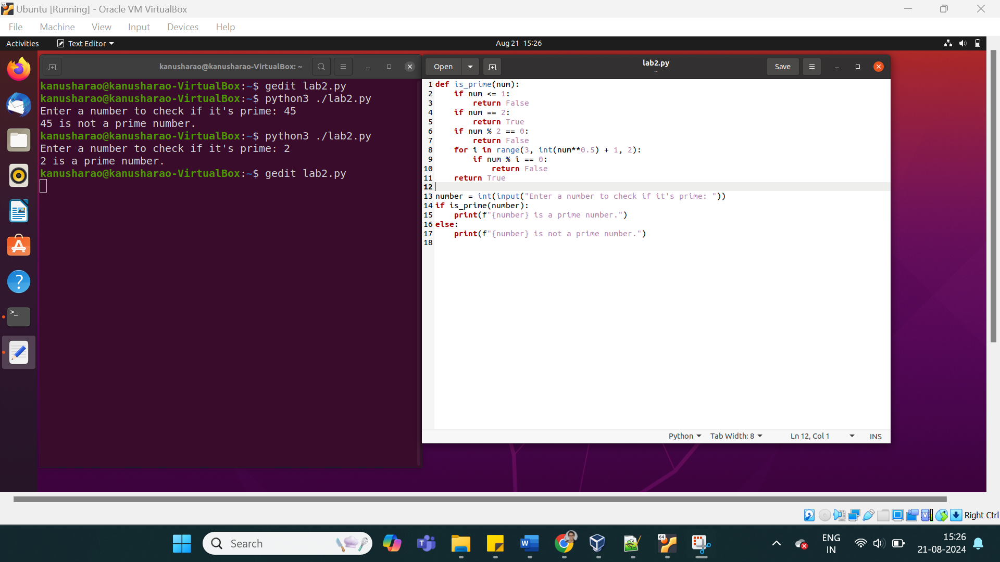 Ubuntu [Running] - Oracle VM VirtualBox
File Machine View Input Devices Help
Activities Text Editor Aug 21 15:26
kanusharao@kanusharao-VirtualBox: ~
kanusharao@kanusharao-VirtualBox:~$ gedit lab2.py
kanusharao@kanusharao-VirtualBox:~$ python3 ./lab2.py
Enter a number to check if it's prime: 45
45 is not a prime number.
kanusharao@kanusharao-VirtualBox:~$ python3 ./lab2.py
Enter a number to check if it's prime: 2
2 is a prime number.
kanusharao@kanusharao-VirtualBox:~$ gedit lab2.py
Open lab2.py Save
~
1 def is_prime(num):
2     if num <= 1:
3         return False
4     if num == 2:
5         return True
6     if num % 2 == 0:
7         return False
8     for i in range(3, int(num**0.5) + 1, 2):
9         if num % i == 0:
10             return False
11     return True
12
13 number = int(input("Enter a number to check if it's prime: "))
14 if is_prime(number):
15     print(f"{number} is a prime number.")
16 else:
17     print(f"{number} is not a prime number.")
18
Python Tab Width: 8 Ln 12, Col 1 INS
Right Ctrl
Search
ENG
IN
15:26
21-08-2024